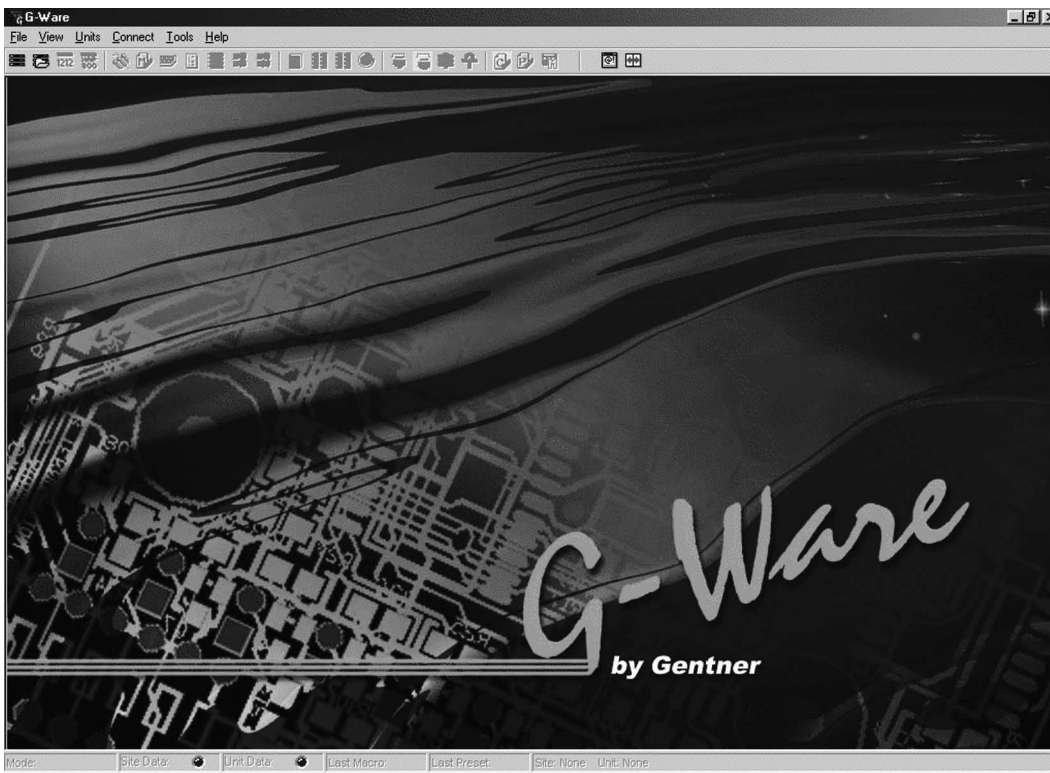 G-Ware
File View Units Connect Tools Help
G-Ware
by Gentner
Mode: Site Data: Unit Data: Last Macro: Last Preset: Site: None Unit: None